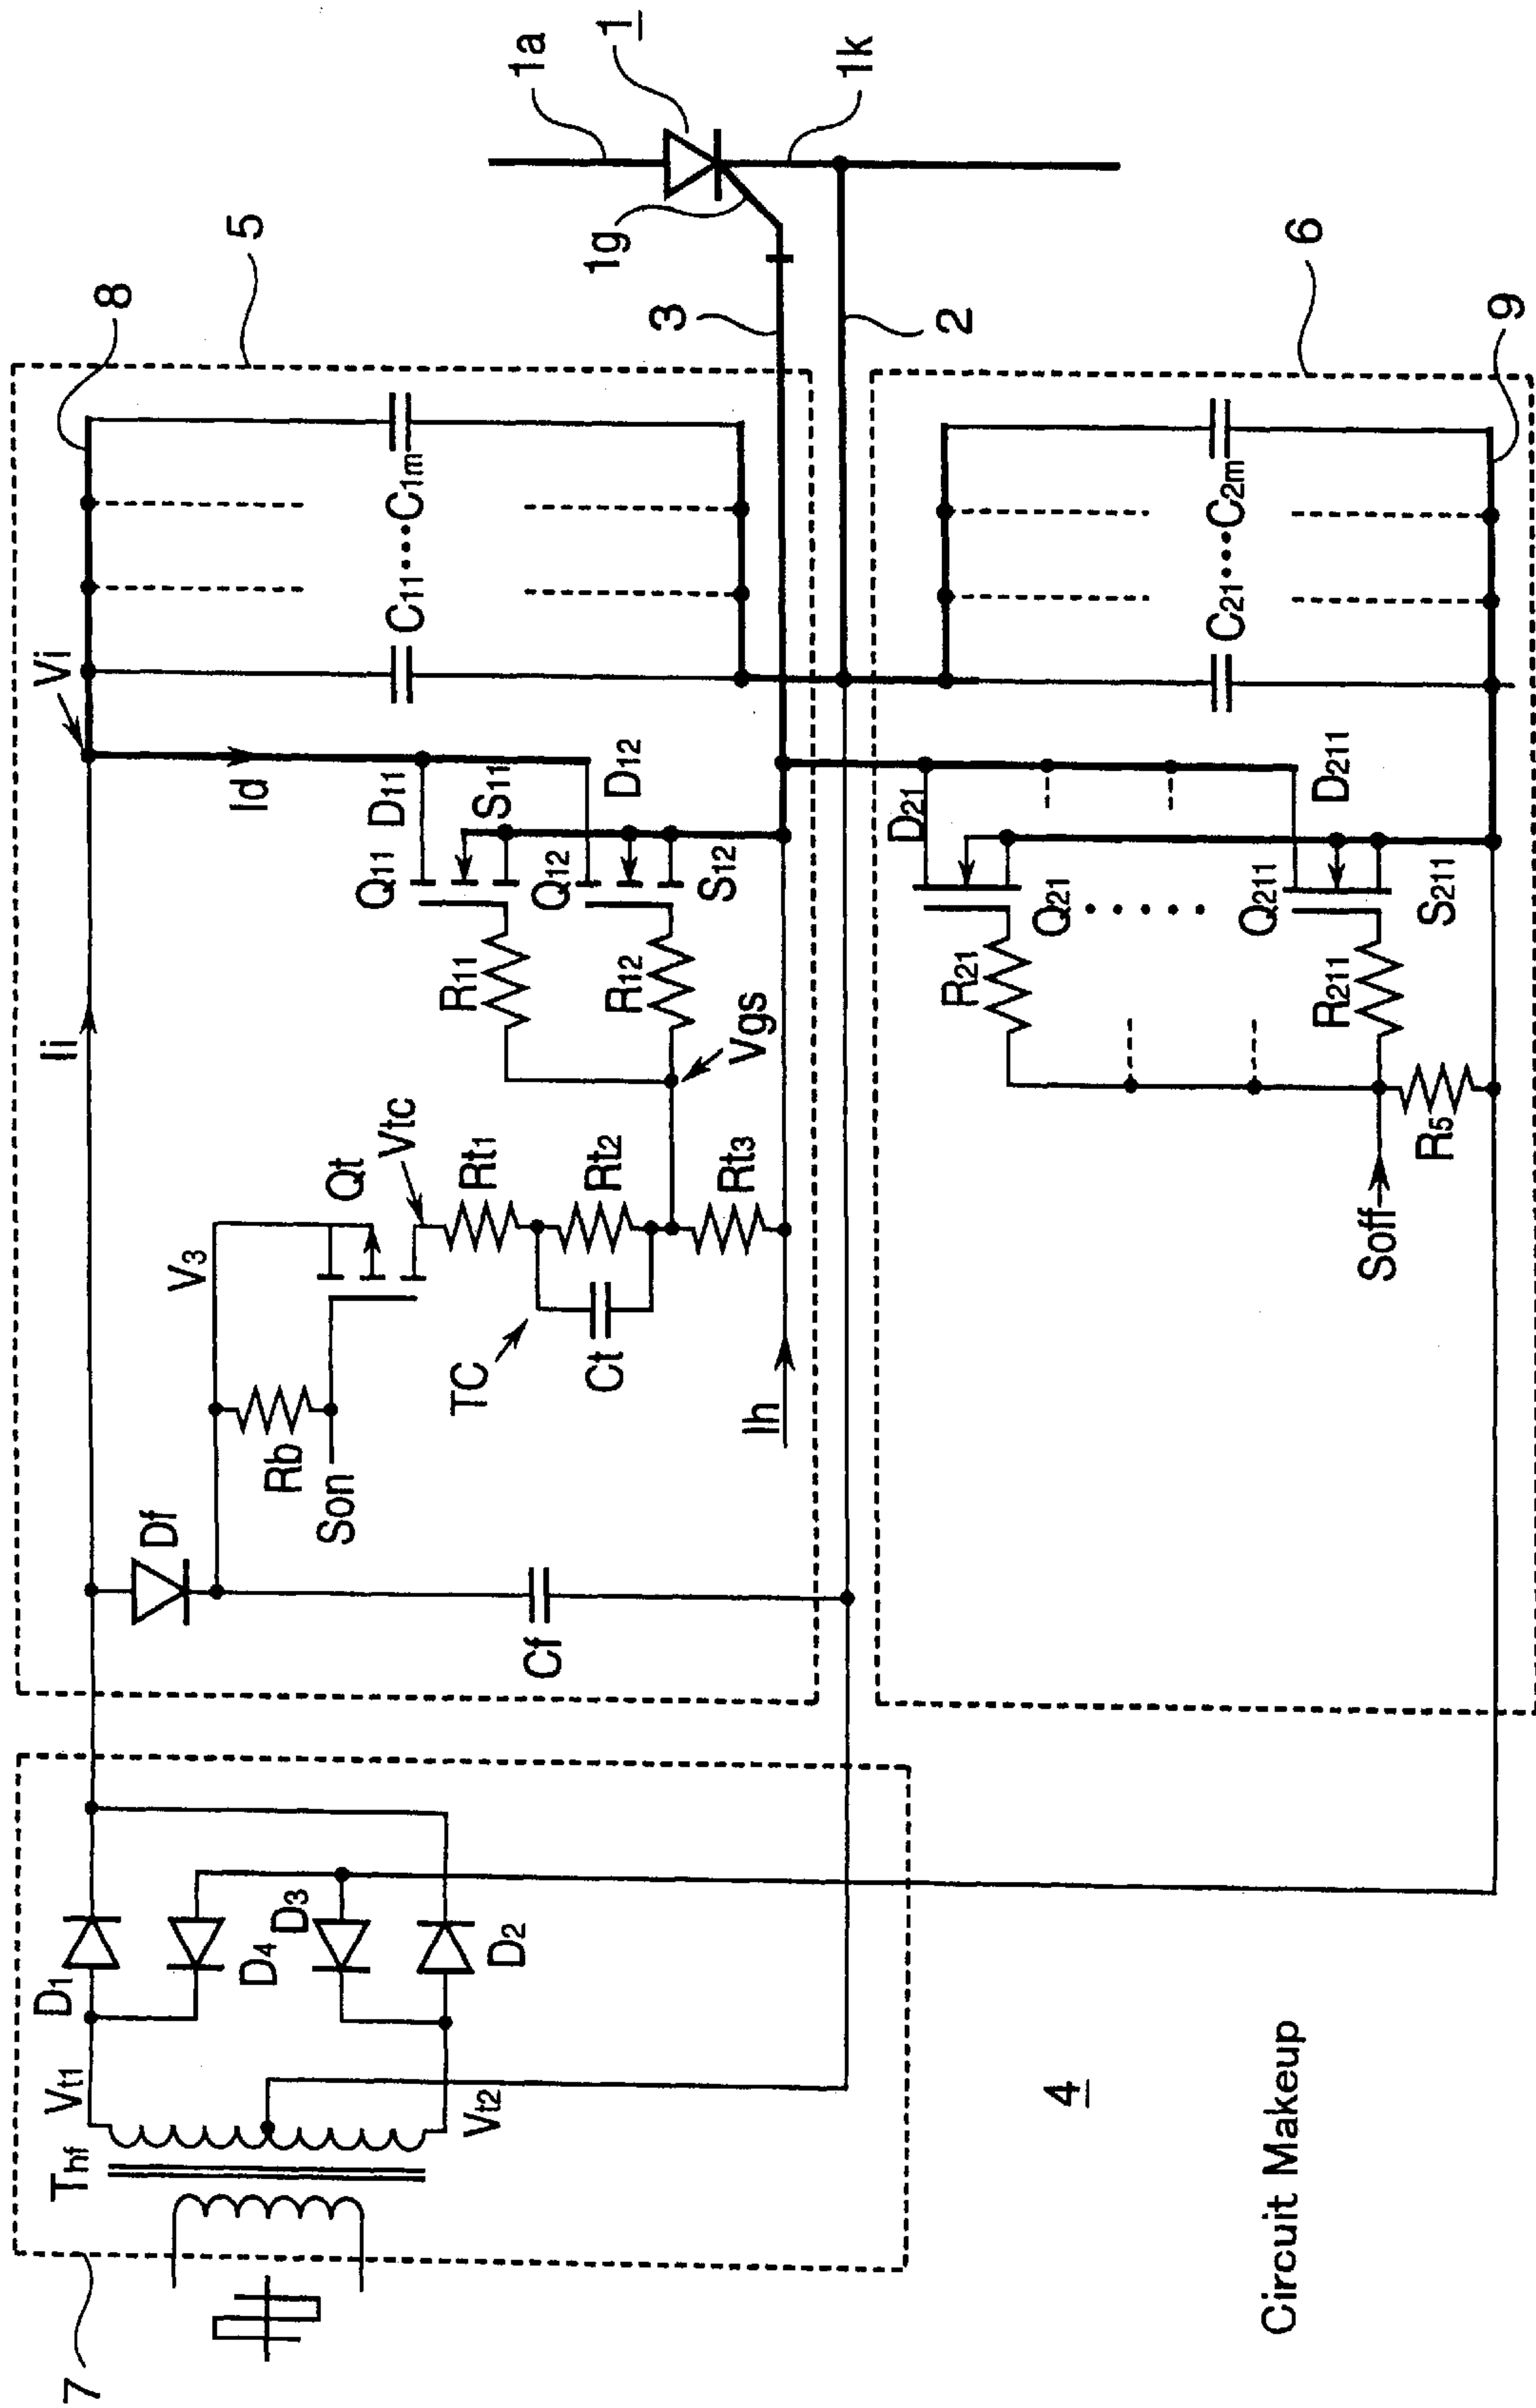 7
Thf
Vt1
Vt2
D1
D4
D3
D2
Ii
Vi
8
5
Df
V3
Rb
Son
Qt
Vtc
Rt1
Rt2
Rt3
TC
Ct
Cf
Ih
Vgs
R11
R12
Q11
Q12
D11
S11
D12
S12
Id
C11•••C1m
3
2
1g
1a
1
1k
6
9
D21
Q21
R21
Q211
R211
D211
S211
C21•••C2m
Soff
R5
4
Circuit Makeup